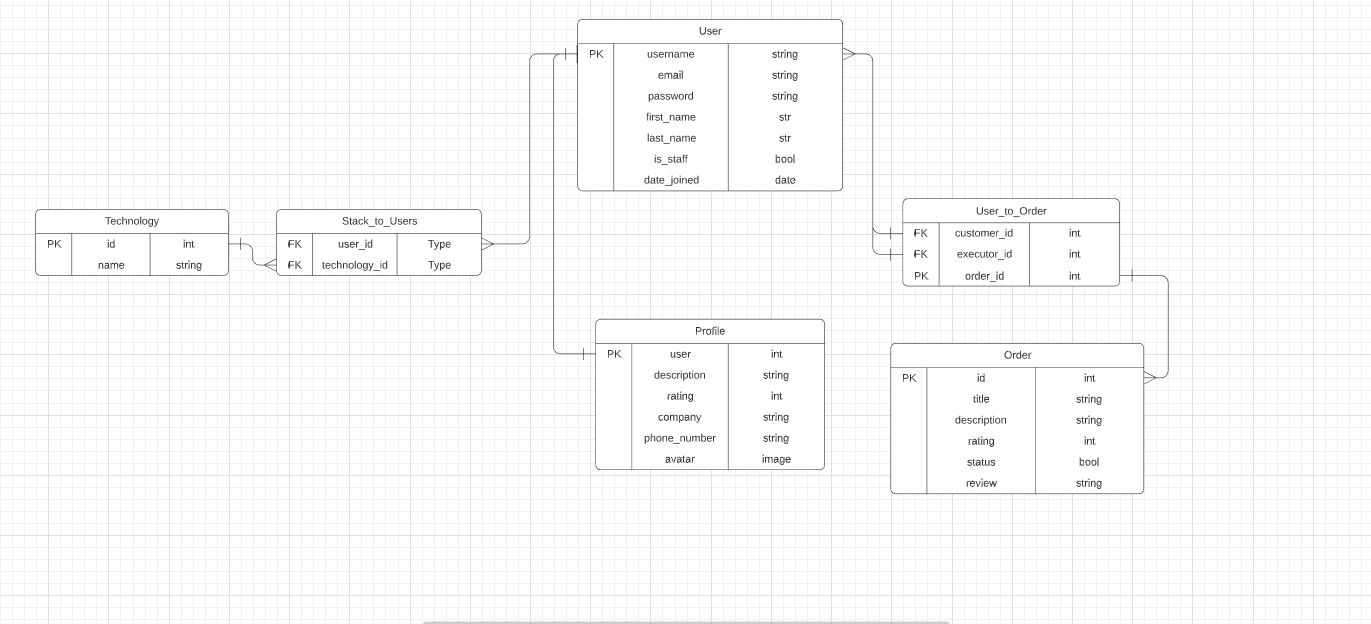 User
PK username string
email string
password string
first_name str
last_name str
is_staff bool
date_joined date
Technology
PK id int
name string
Stack_to_Users
FK user_id Type
FK technology_id Type
User_to_Order
FK customer_id int
FK executor_id int
PK order_id int
Profile
PK user int
description string
rating int
company string
phone_number string
avatar image
Order
PK id int
title string
description string
rating int
status bool
review string